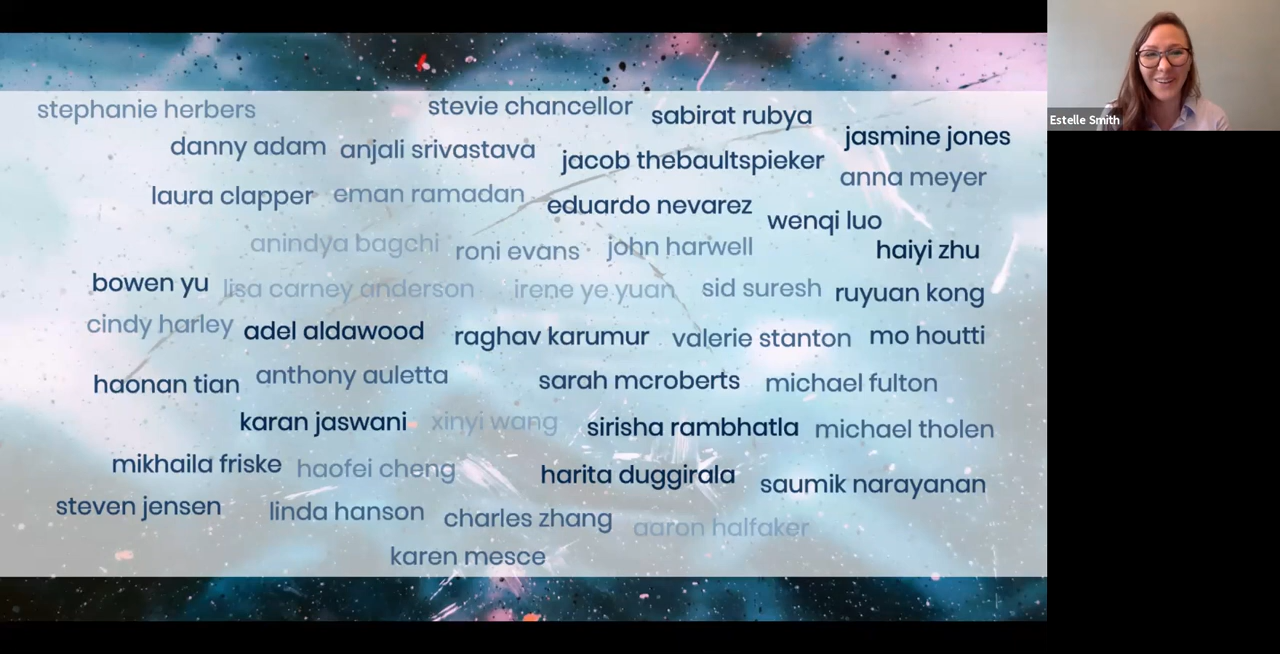 stephanie herbers
stevie chancellor
sabirat rubya
jasmine jones
danny adam
anjali srivastava
jacob thebaultspieker
anna meyer
laura clapper
eman ramadan
eduardo nevarez
wenqi luo
anindya bagchi
roni evans
john harwell
haiyi zhu
bowen yu
lisa carney anderson
irene ye yuan
sid suresh
ruyuan kong
cindy harley
adel aldawood
raghav karumur
valerie stanton
mo houtti
haonan tian
anthony auletta
sarah mcroberts
michael fulton
karan jaswani
xinyi wang
sirisha rambhatla
michael tholen
mikhaila friske
haofei cheng
harita duggirala
saumik narayanan
steven jensen
linda hanson
charles zhang
aaron halfaker
karen mesce
Estelle Smith